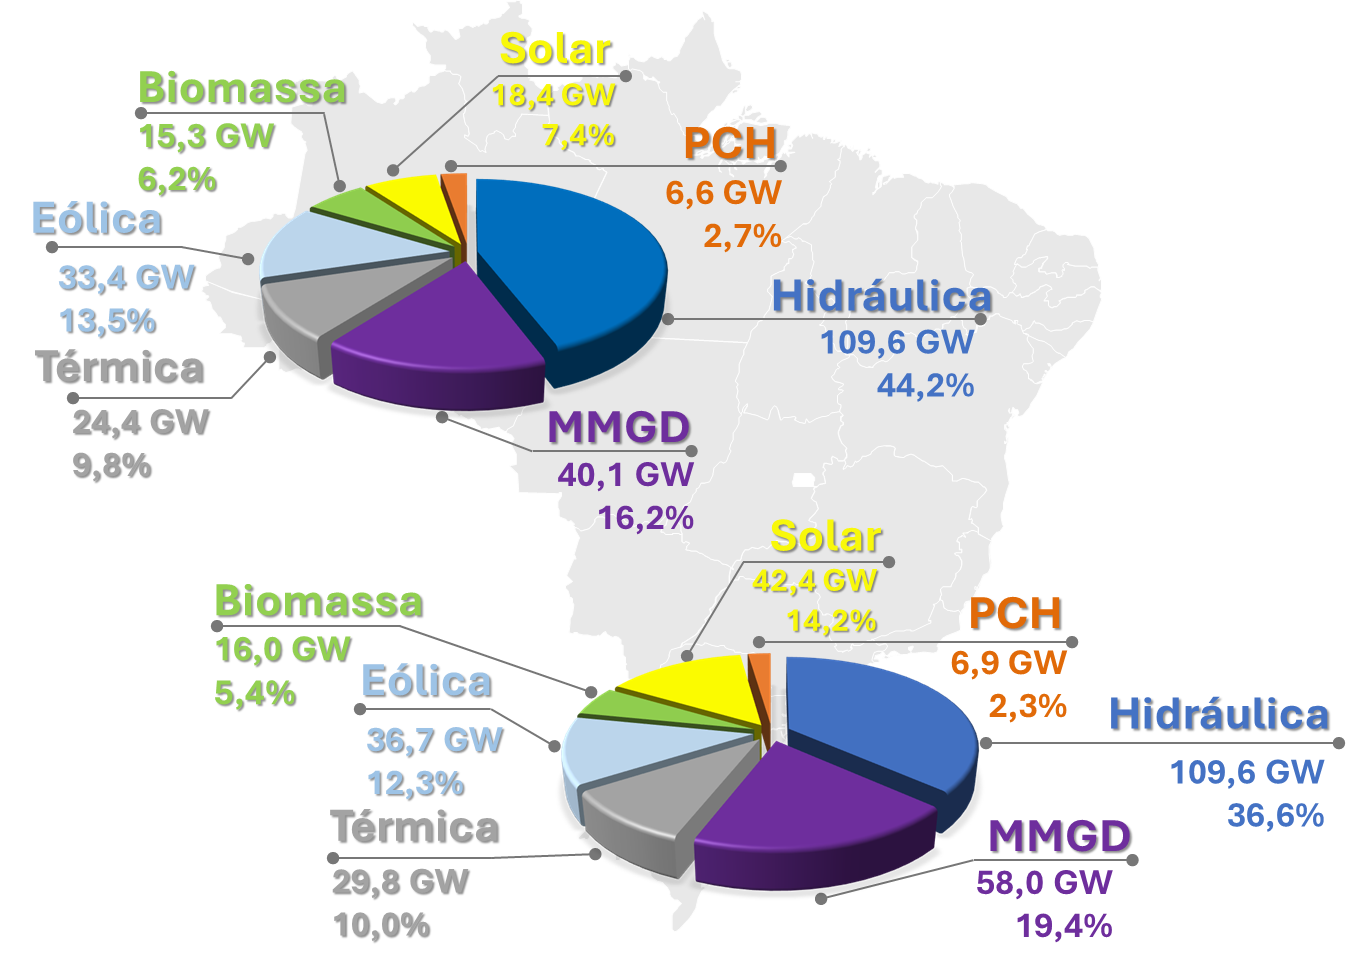 Solar
18,4 GW
7,4%
Biomassa
15,3 GW
6,2%
PCH
6,6 GW
2,7%
Eólica
33,4 GW
13,5%
Hidráulica
109,6 GW
44,2%
Térmica
24,4 GW
9,8%
MMGD
40,1 GW
16,2%
Solar
42,4 GW
14,2%
Biomassa
16,0 GW
5,4%
PCH
6,9 GW
2,3%
Eólica
36,7 GW
12,3%
Hidráulica
109,6 GW
36,6%
Térmica
29,8 GW
10,0%
MMGD
58,0 GW
19,4%